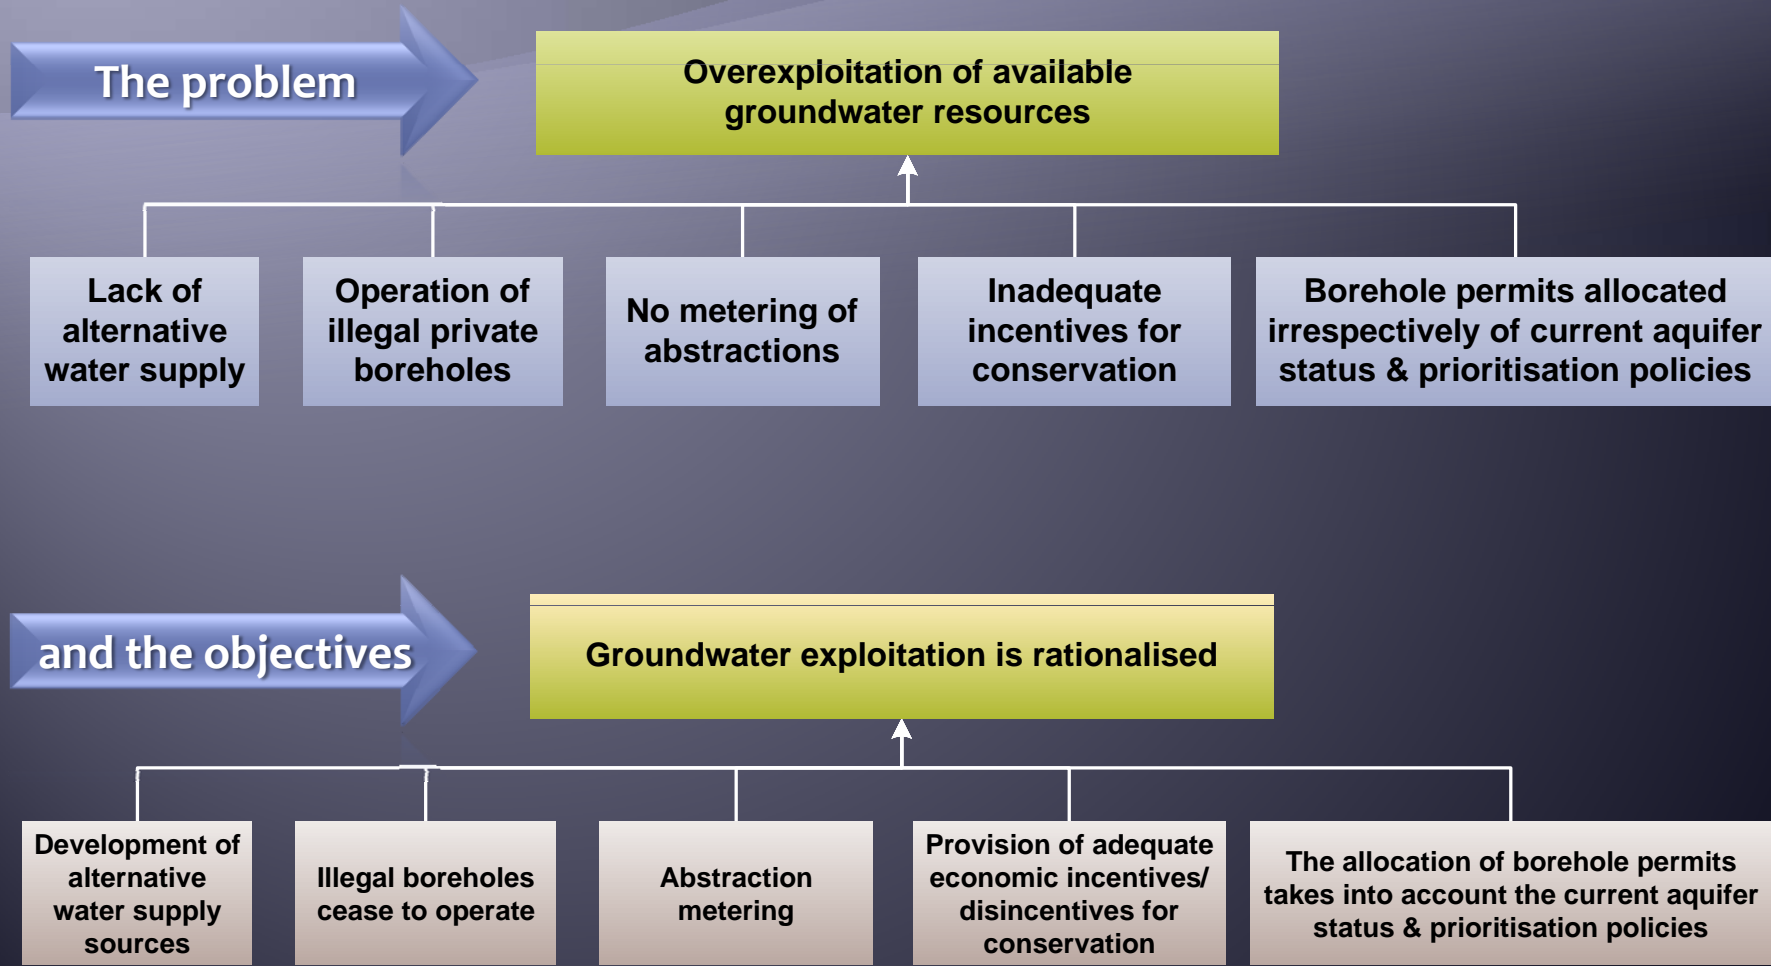 The problem
Overexploitation of available
groundwater resources
Lack of
alternative
water supply
Operation of
illegal private
boreholes
No metering of
abstractions
Inadequate
incentives for
conservation
Borehole permits allocated
irrespectively of current aquifer
status & prioritisation policies
and the objectives
Groundwater exploitation is rationalised
Development of
alternative
water supply
sources
Illegal boreholes
cease to operate
Abstraction
metering
Provision of adequate
economic incentives/
disincentives for
conservation
The allocation of borehole permits
takes into account the current aquifer
status & prioritisation policies